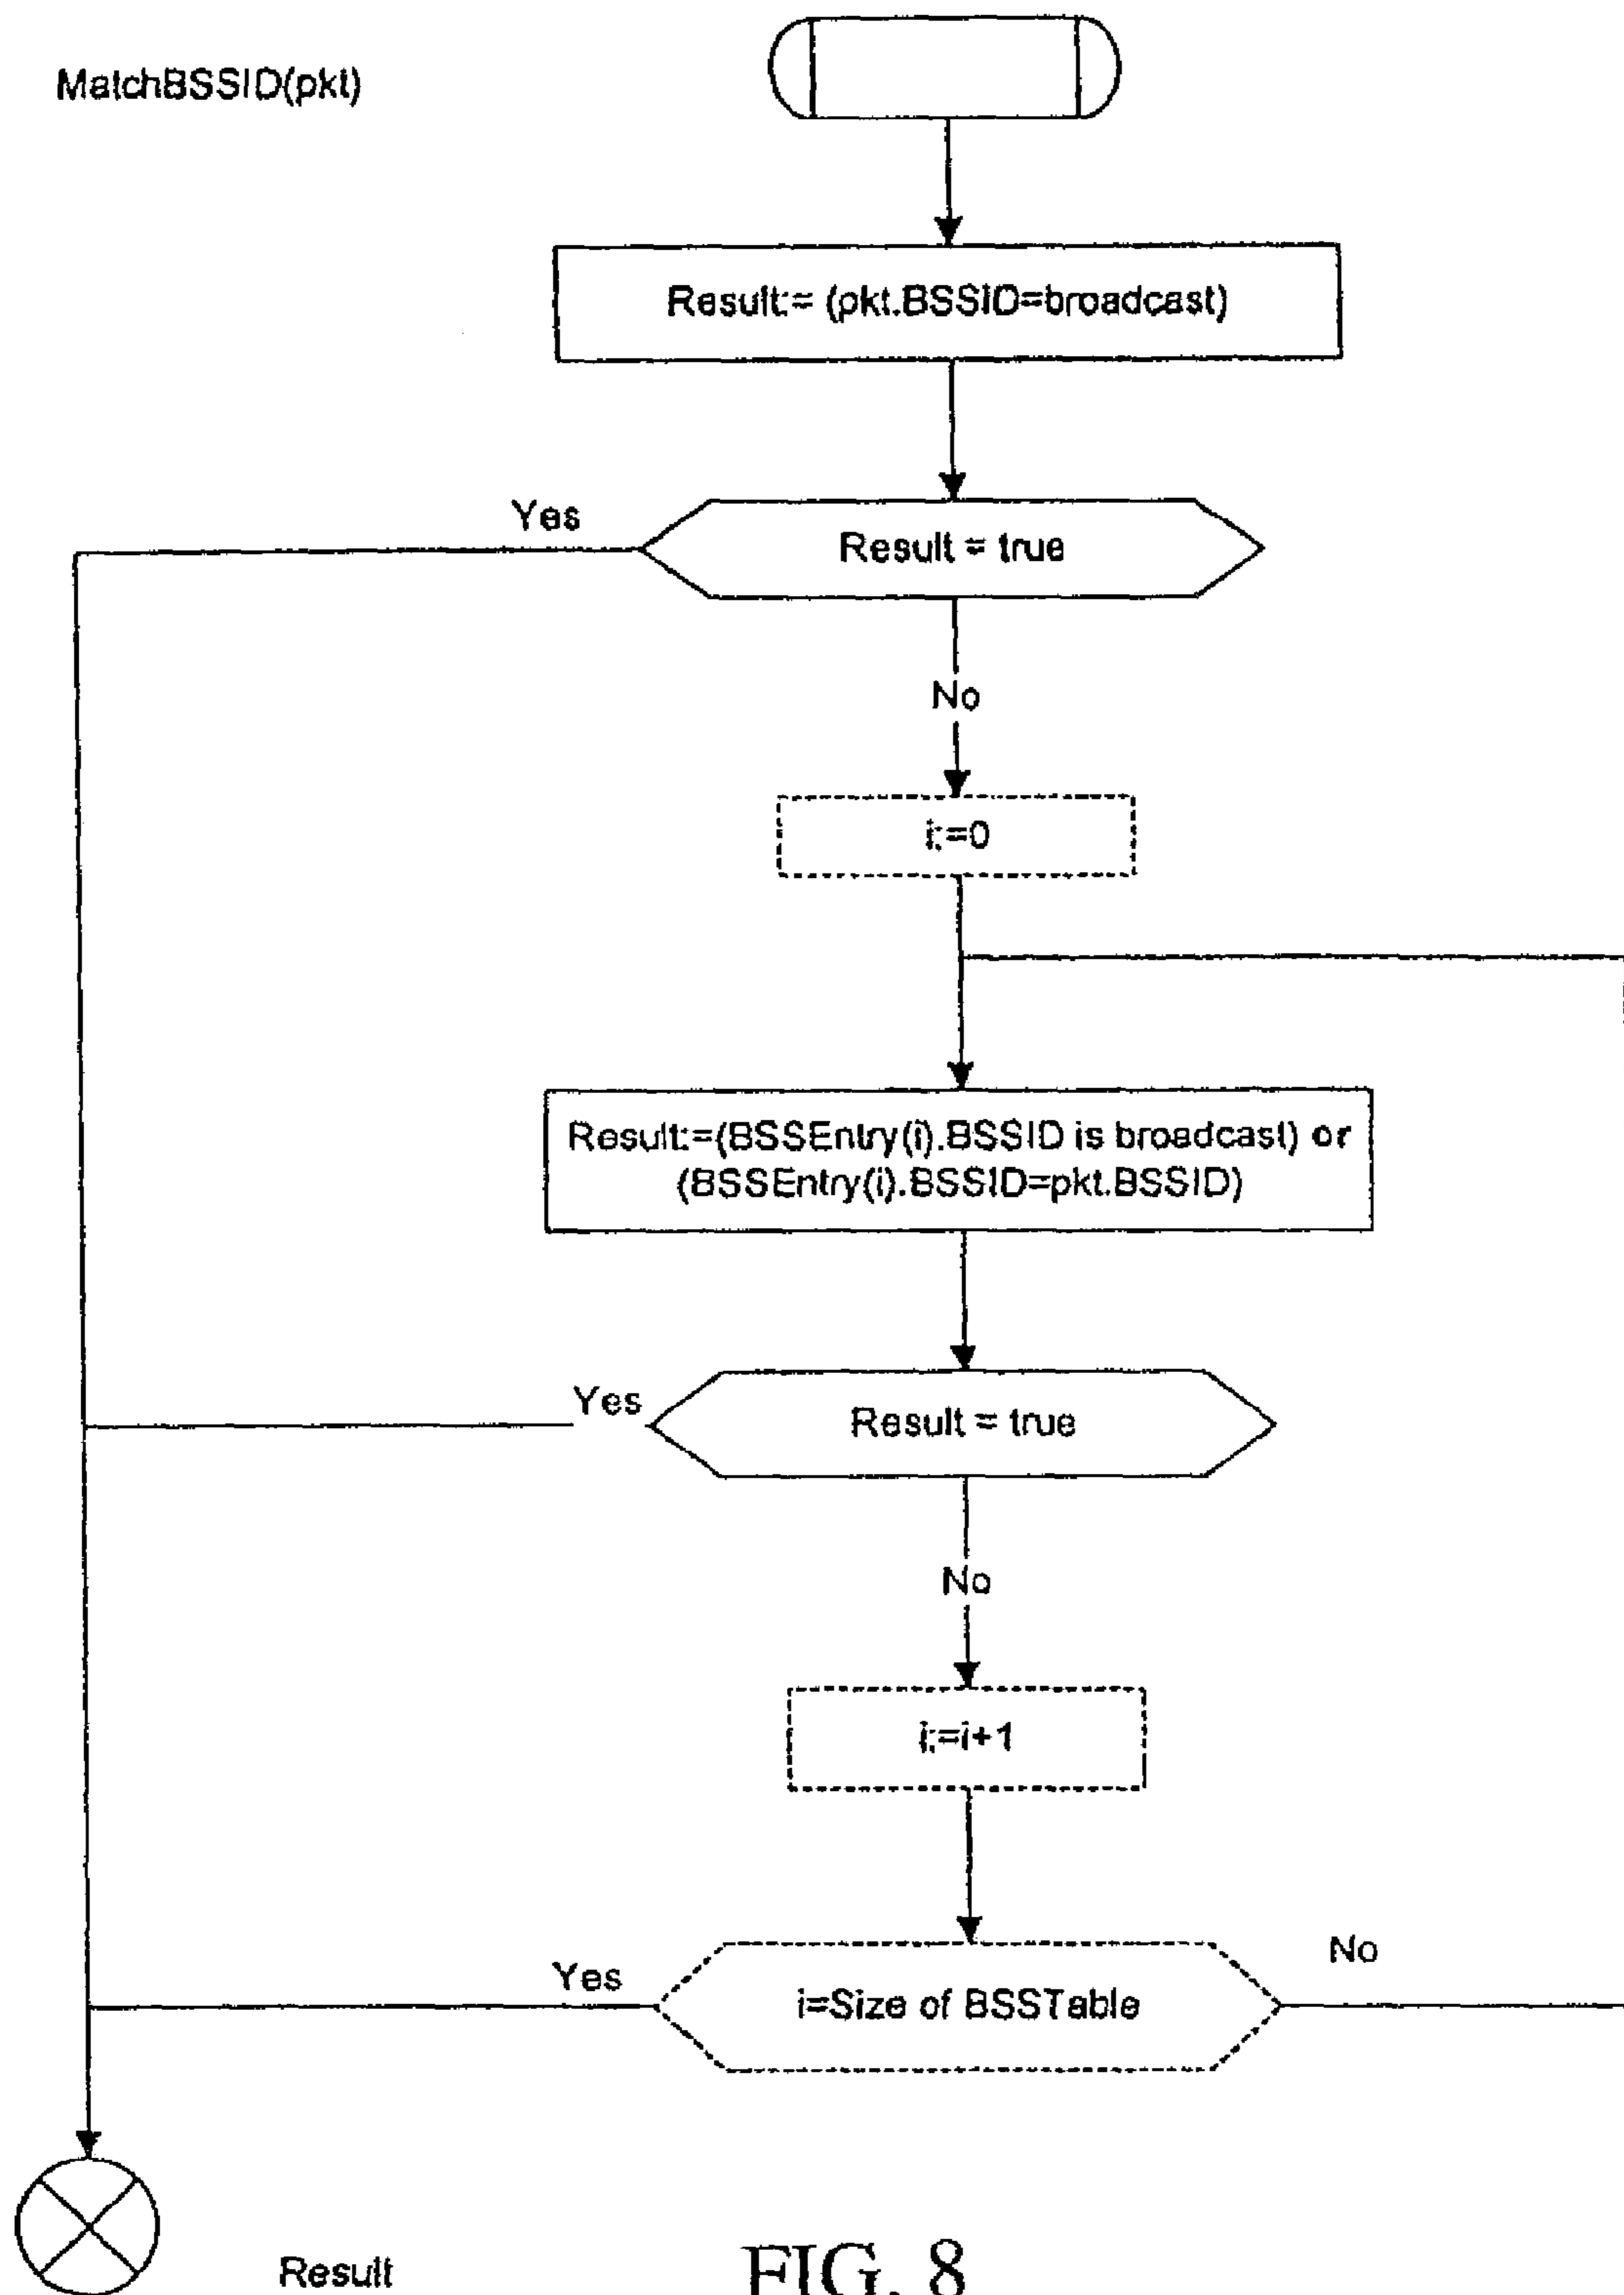 MatchBSSID(pkt)
Result:= (pkt.BSSID=broadcast)
Yes
Result = true
No
i:=0
Result:=(BSSEntry(i).BSSID is broadcast) or
(BSSEntry(i).BSSID=pkt.BSSID)
Yes
Result = true
No
i:=i+1
Yes
i=Size of BSSTable
No
Result
FIG. 8